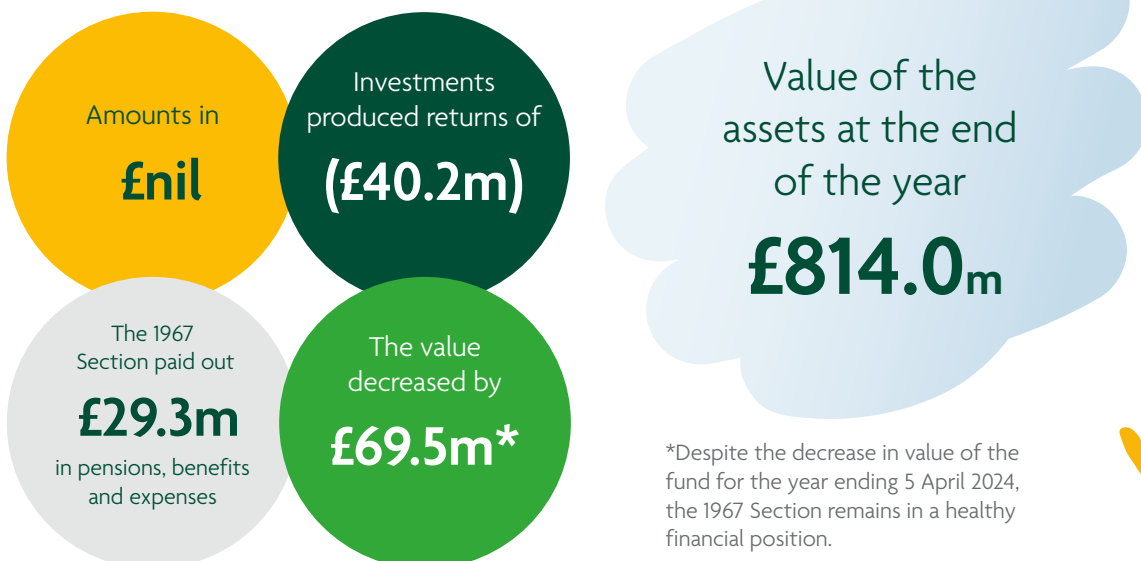 Amounts in
£nil
Investments
produced returns of
(£40.2m)
The 1967
Section paid out
£29.3m
in pensions, benefits
and expenses
The value
decreased by
£69.5m*
Value of the
assets at the end
of the year
£814.0m
*Despite the decrease in value of the
fund for the year ending 5 April 2024,
the 1967 Section remains in a healthy
financial position.